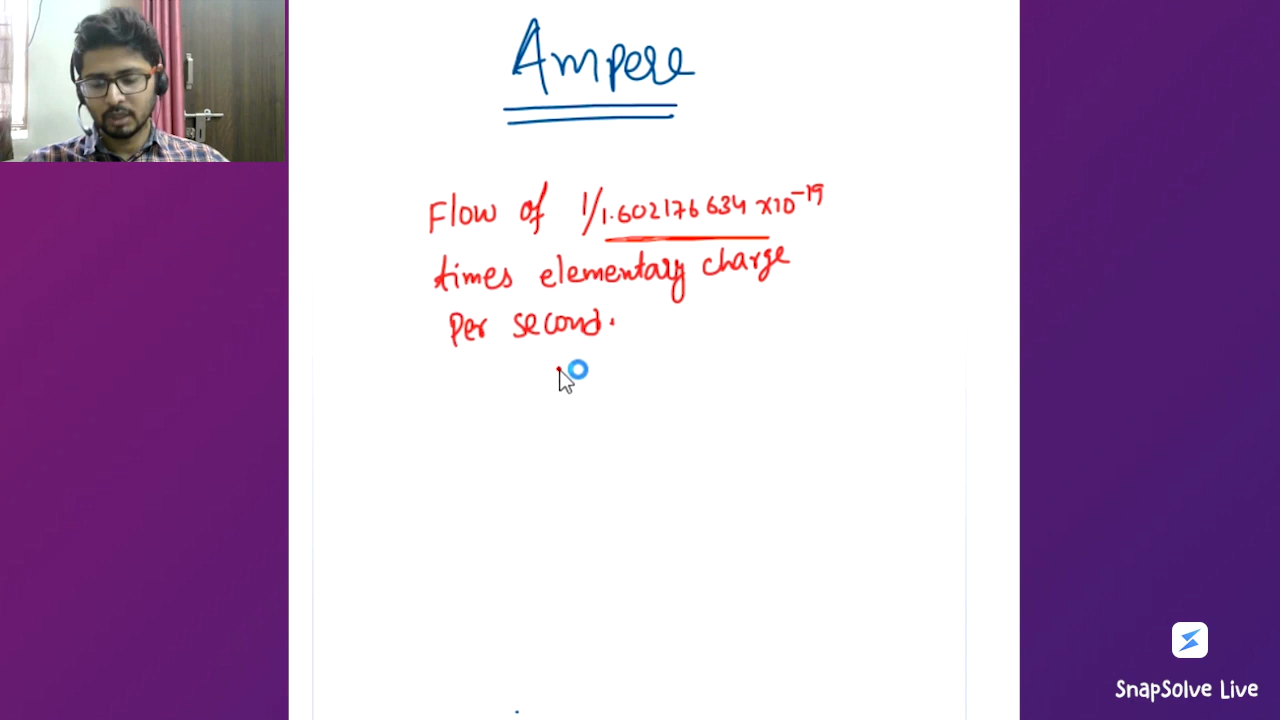 Ampere
Flow of 1/1.602176634 x10⁻¹⁹
times elementary charge
Per second.
SnapSolve Live